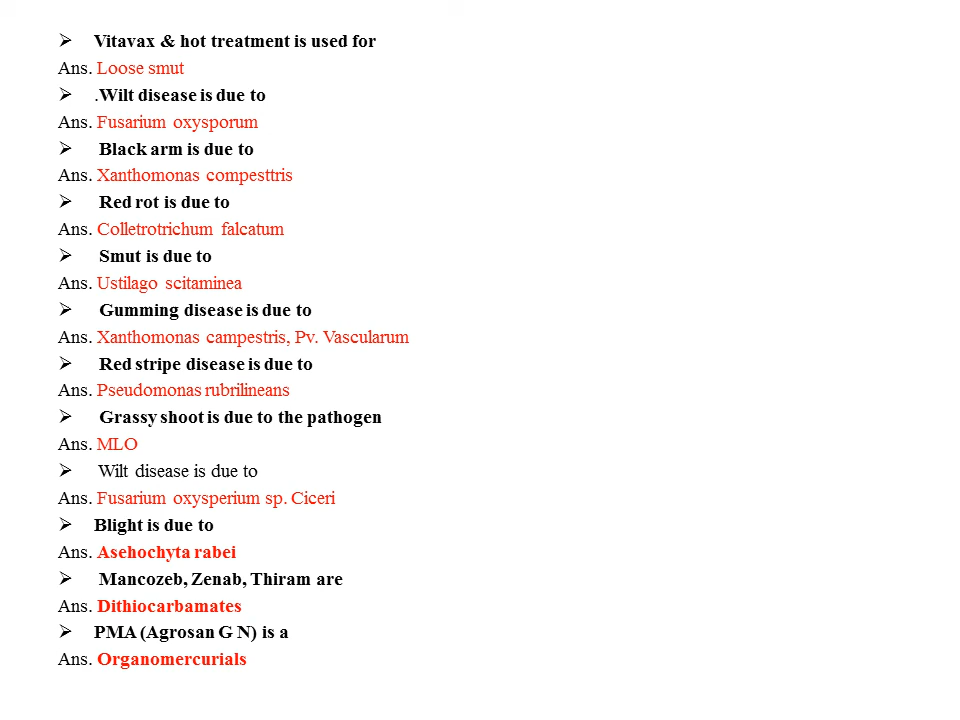 ➢ Vitavax & hot treatment is used for
Ans. Loose smut
➢ .Wilt disease is due to
Ans. Fusarium oxysporum
➢ Black arm is due to
Ans. Xanthomonas compesttris
➢ Red rot is due to
Ans. Colletrotrichum falcatum
➢ Smut is due to
Ans. Ustilago scitaminea
➢ Gumming disease is due to
Ans. Xanthomonas campestris, Pv. Vascularum
➢ Red stripe disease is due to
Ans. Pseudomonas rubrilineans
➢ Grassy shoot is due to the pathogen
Ans. MLO
➢ Wilt disease is due to
Ans. Fusarium oxysperium sp. Ciceri
➢ Blight is due to
Ans. Asehochyta rabei
➢ Mancozeb, Zenab, Thiram are
Ans. Dithiocarbamates
➢ PMA (Agrosan G N) is a
Ans. Organomercurials